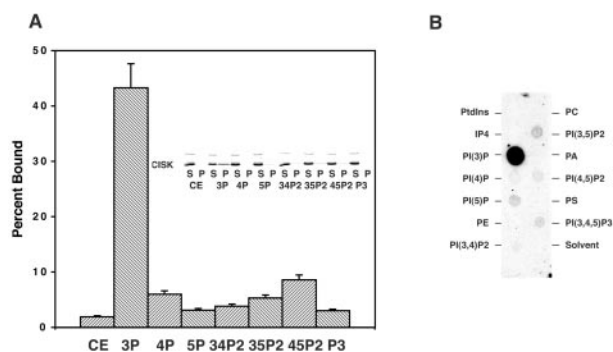 A
B
Percent Bound
50
40
30
20
10
0
CE 3P 4P 5P 34P2 35P2 45P2 P3
CISK
S P S P S P S P S P S P S P S P
CE 3P 4P 5P 34P2 35P2 45P2 P3
PtdIns
IP4
PI(3)P
PI(4)P
PI(5)P
PE
PI(3,4)P2
PC
PI(3,5)P2
PA
PI(4,5)P2
PS
PI(3,4,5)P3
Solvent